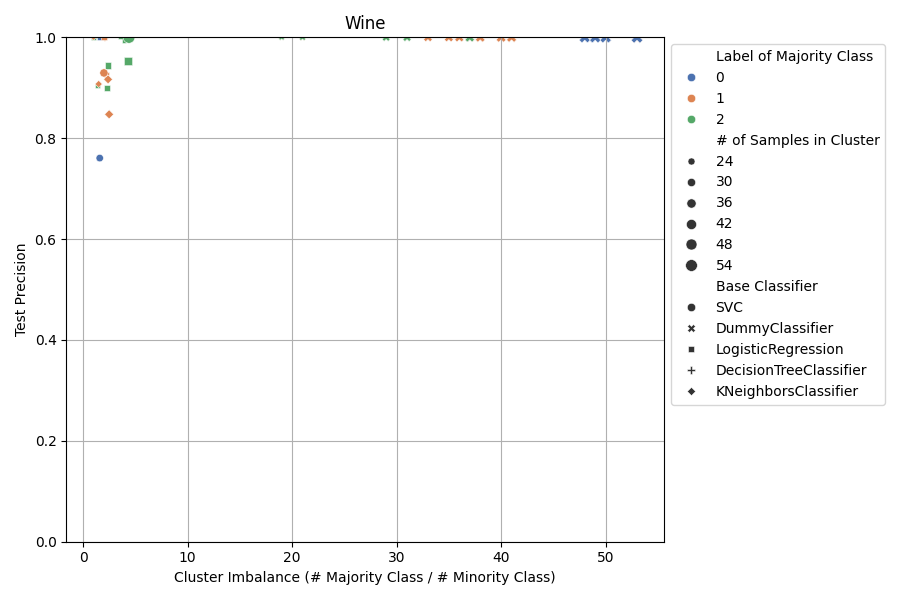 Wine
1.0
0.8
0.6
0.4
0.2
0.0
Test Precision
0
10
20
30
40
50
Cluster Imbalance (# Majority Class / # Minority Class)
Label of Majority Class
0
1
2
# of Samples in Cluster
24
30
36
42
48
54
Base Classifier
SVC
DummyClassifier
LogisticRegression
DecisionTreeClassifier
KNeighborsClassifier